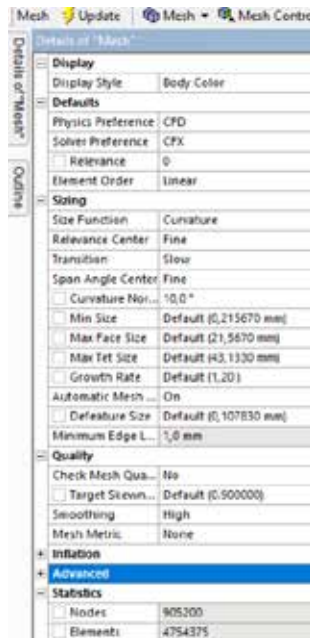 Mesh Update Mesh Mesh Contro
Details of "Mesh"
Details of "Mesh"
Outline
Display
Display Style Body Color
Defaults
Physics Preference CFD
Solver Preference CFX
Relevance 0
Element Order Linear
Sizing
Size Function Curvature
Relevance Center Fine
Transition Slow
Span Angle Center Fine
Curvature Nor... 10,0 °
Min Size Default (0,215670 mm)
Max Face Size Default (21,5670 mm)
Max Tet Size Default (43,1330 mm)
Growth Rate Default (1,20 )
Automatic Mesh ... On
Defeature Size Default (0,107830 mm)
Minimum Edge L... 1,0 mm
Quality
Check Mesh Qua... No
Target Skewn... Default (0.900000)
Smoothing High
Mesh Metric None
Inflation
Advanced
Statistics
Nodes 905200
Elements 4754375